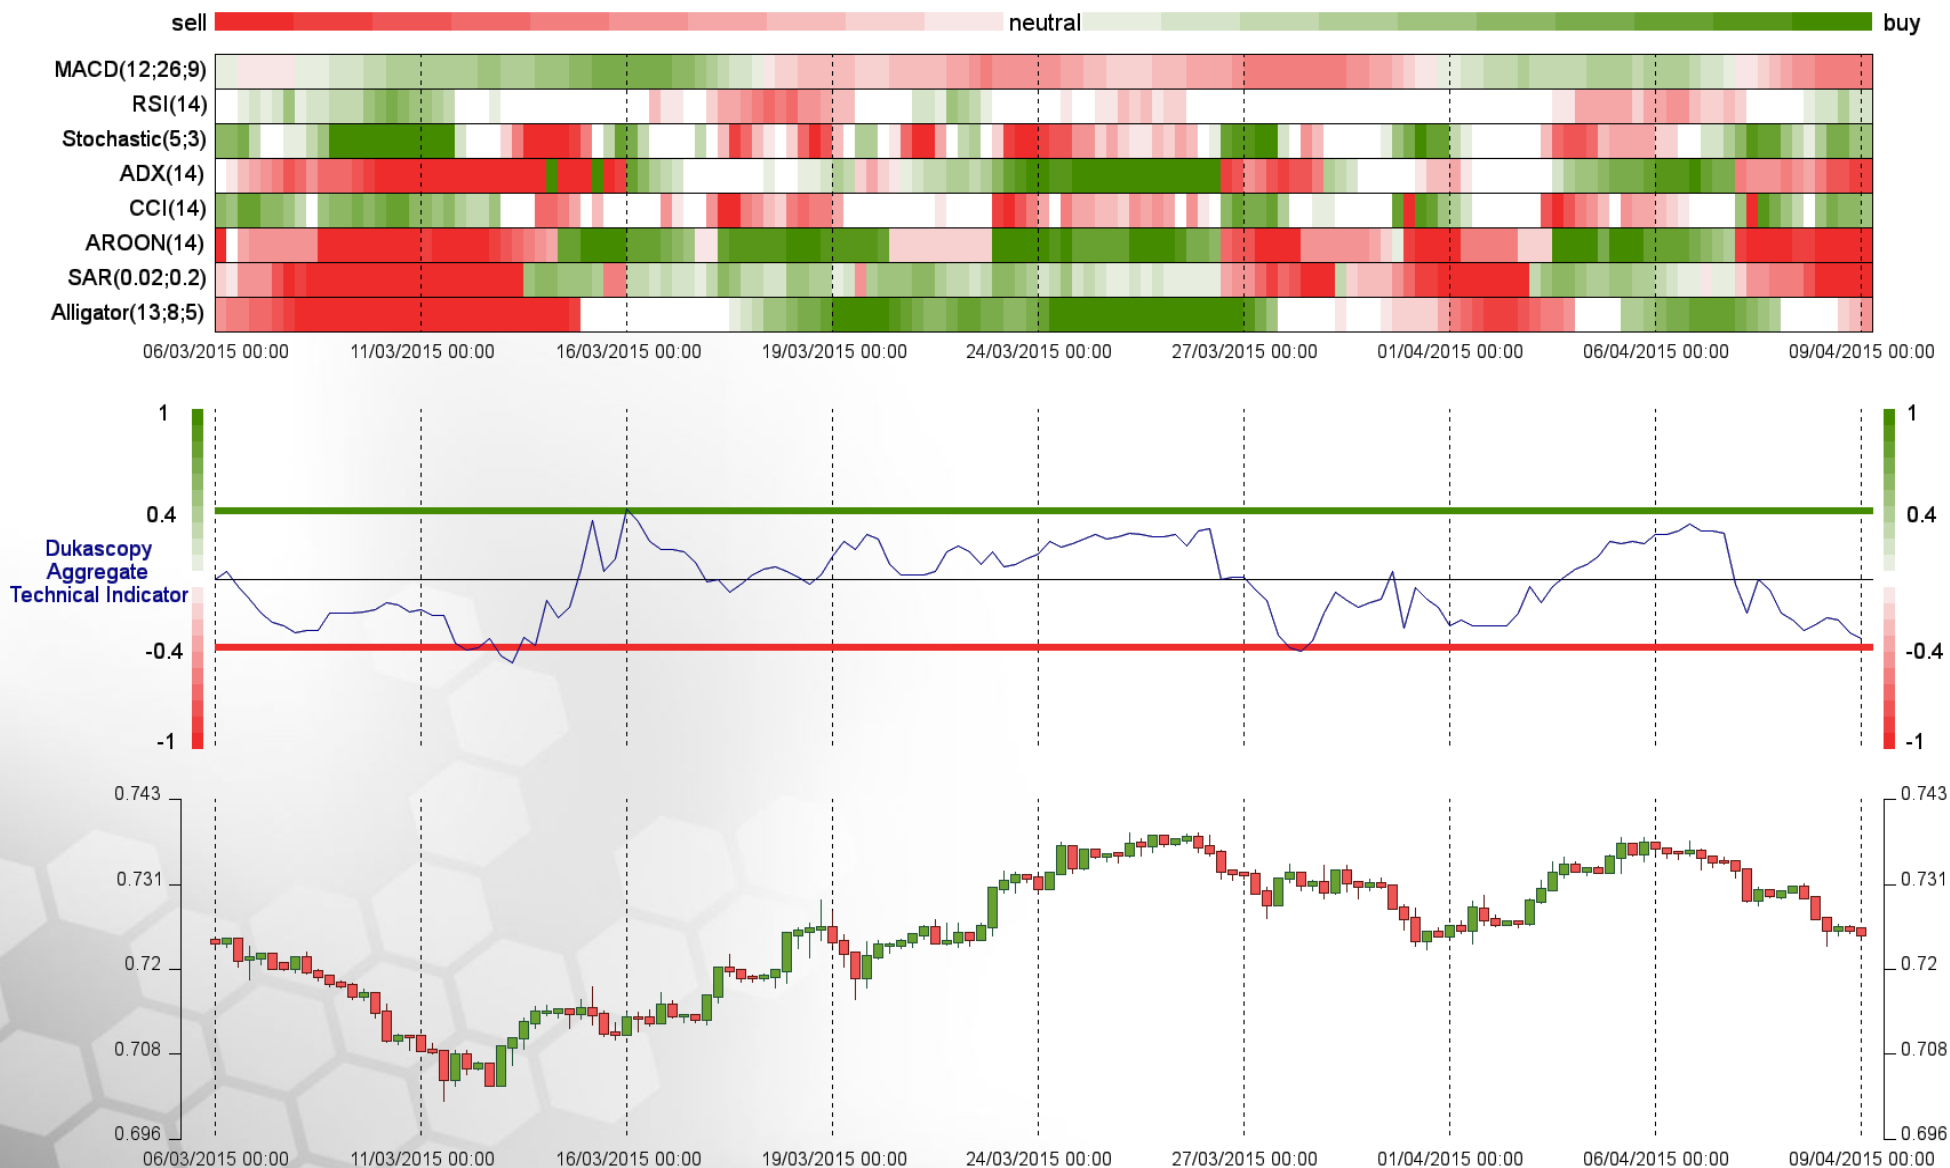 sell neutral buy
MACD(12;26;9)
RSI(14)
Stochastic(5;3)
ADX(14)
CCI(14)
AROON(14)
SAR(0.02;0.2)
Alligator(13;8;5)
06/03/2015 00:00 11/03/2015 00:00 16/03/2015 00:00 19/03/2015 00:00 24/03/2015 00:00 27/03/2015 00:00 01/04/2015 00:00 06/04/2015 00:00 09/04/2015 00:00
1 1
0.4 0.4
Dukascopy
Aggregate
Technical Indicator
-0.4 -0.4
-1 -1
0.743 0.743
0.731 0.731
0.72 0.72
0.708 0.708
0.696 0.696
06/03/2015 00:00 11/03/2015 00:00 16/03/2015 00:00 19/03/2015 00:00 24/03/2015 00:00 27/03/2015 00:00 01/04/2015 00:00 06/04/2015 00:00 09/04/2015 00:00